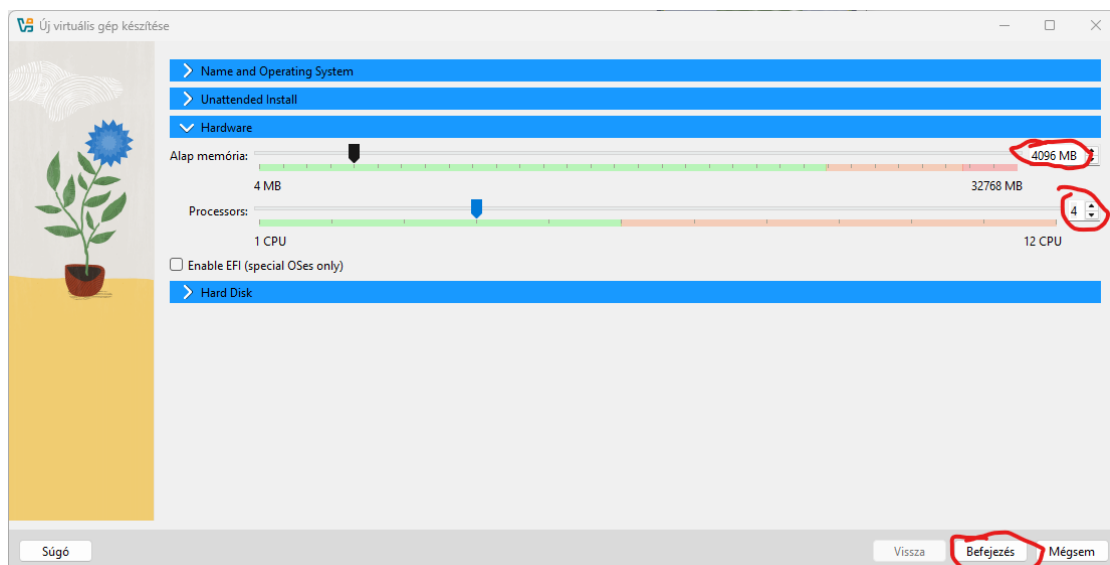 Új virtuális gép készítése
Name and Operating System
Unattended Install
Hardware
Alap memória: 4096 MB
4 MB 32768 MB
Processors: 4
1 CPU 12 CPU
Enable EFI (special OSes only)
Hard Disk
Súgó Vissza Befejezés Mégsem